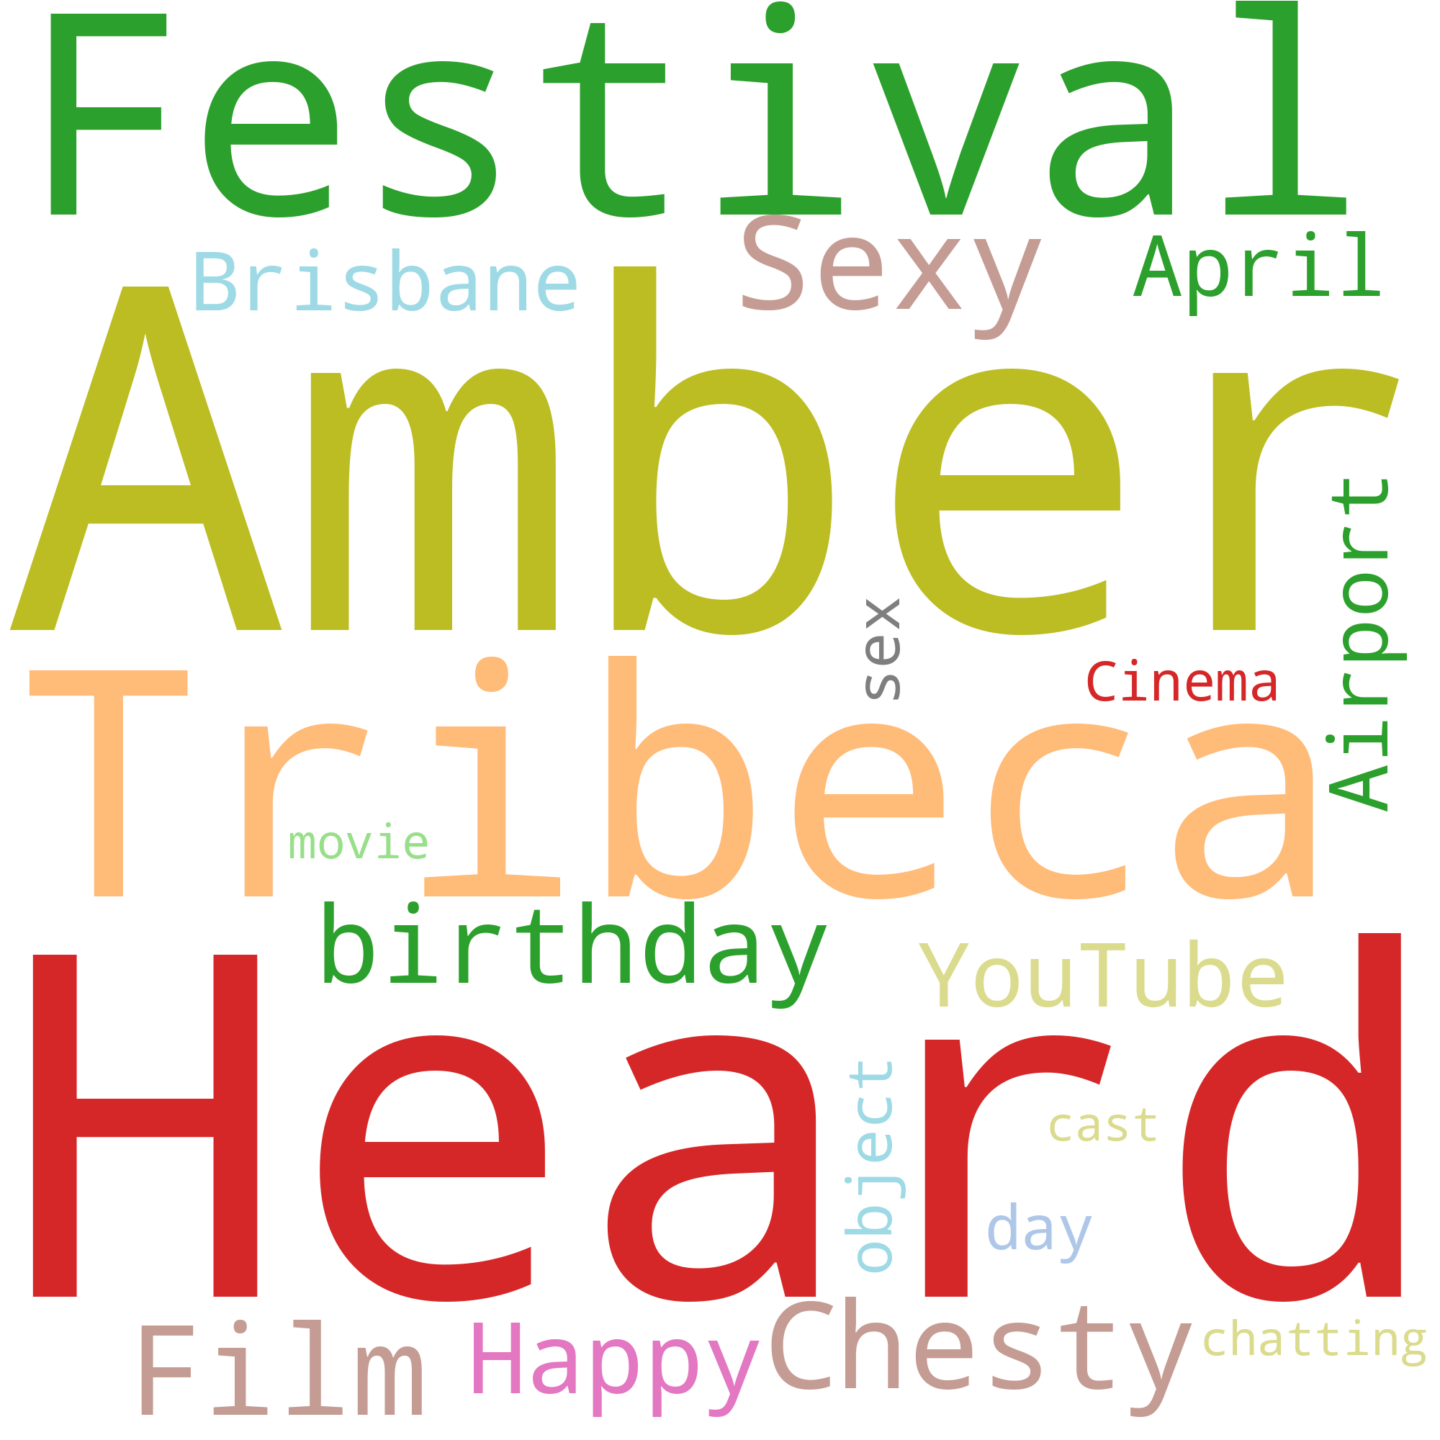 Festival
Brisbane
Sexy
April
Amber
Airport
sex
Cinema
Tribeca
movie
birthday
YouTube
Heard
object
cast
day
Film
Happy
Chesty
chatting